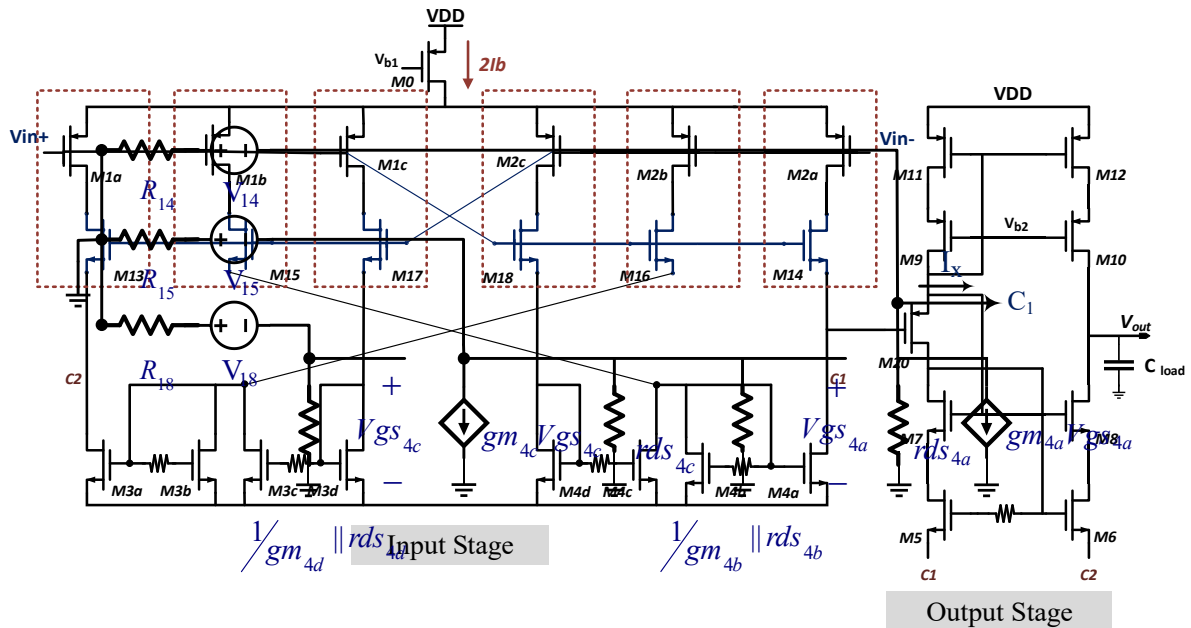 VDD
Vb1
M0
2Ib
VDD
Vin+
Vin-
M1a
M1b
M1c
M2c
M2b
M2a
M11
M12
R14
V14
Vb2
M13
M15
M17
M18
M16
M14
M9
M10
R15
V15
Ix
C1
Vout
M20
C load
R18
V18
C2
C1
+
Vgs4c
−
gm4c Vgs4c
rds4c
+
Vgs4a
−
rds4a
gm4a Vgs4a
M7
M8
M3a
M3b
M3c
M3d
M4d
M4c
M4b
M4a
1/gm4d || rds4d
1/gm4b || rds4b
Input Stage
M5
M6
C1
C2
Output Stage